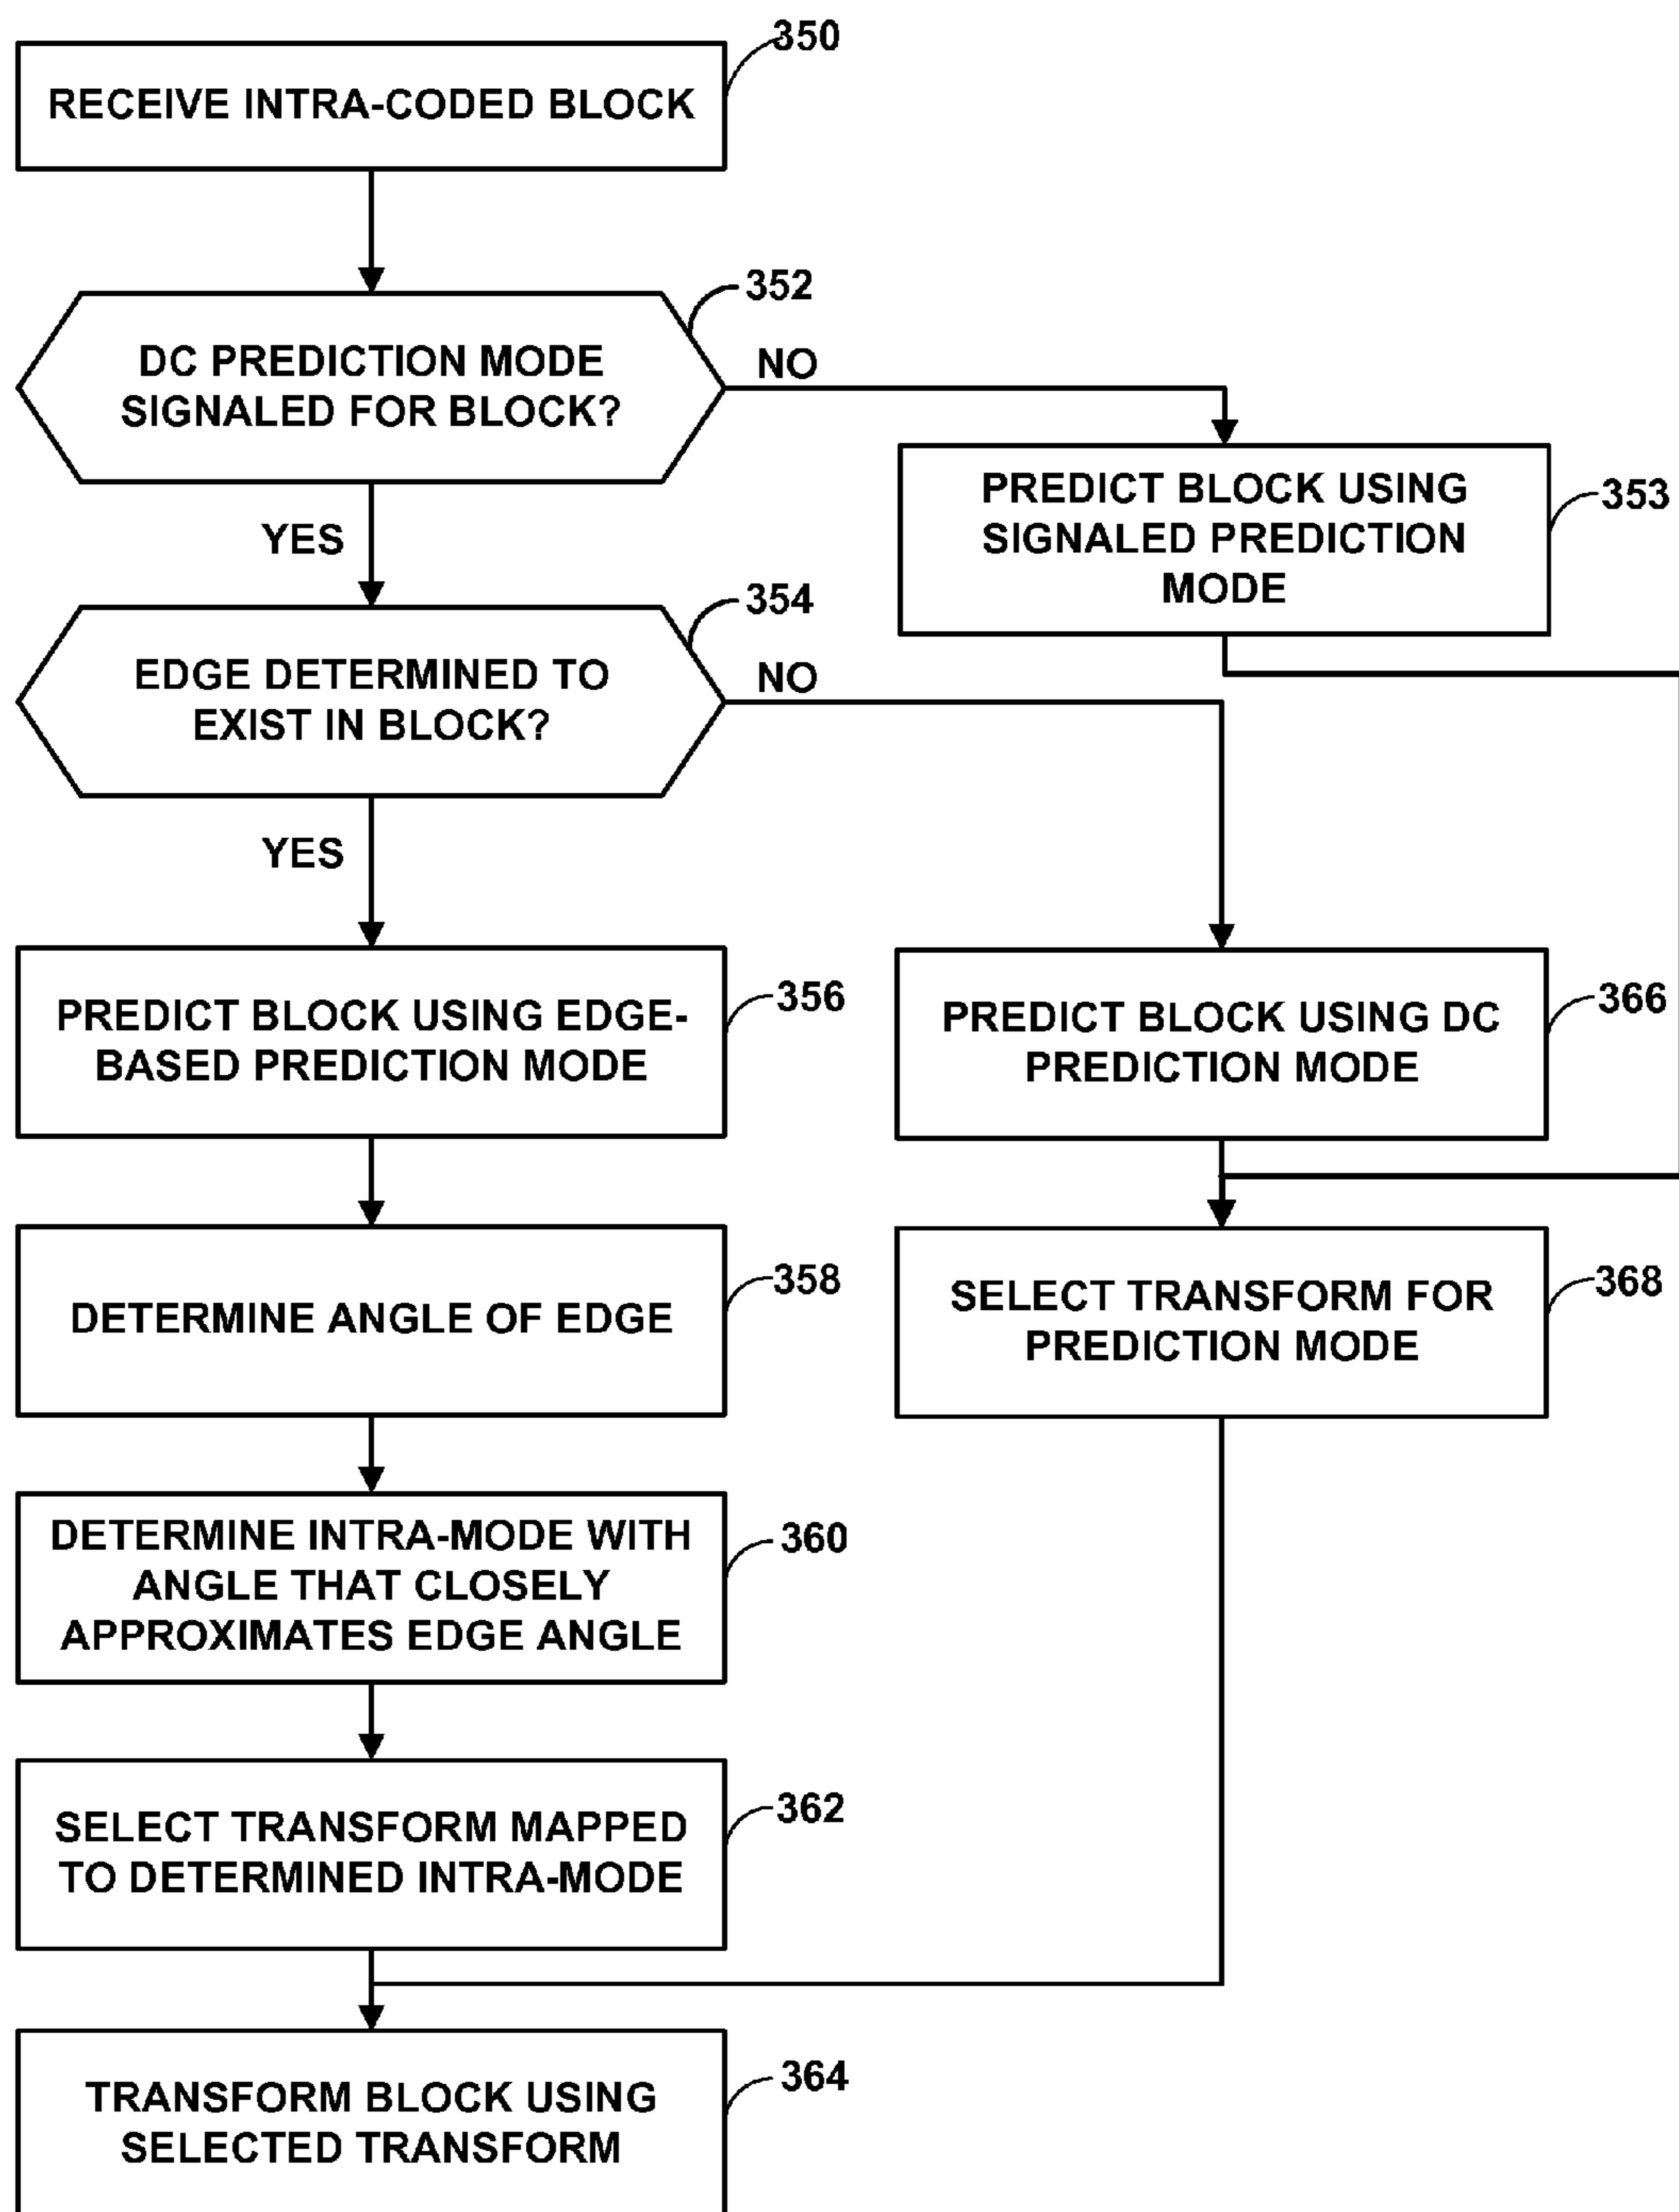 350
RECEIVE INTRA-CODED BLOCK
352
DC PREDICTION MODE
SIGNALED FOR BLOCK?
NO
YES
353
PREDICT BLOCK USING
SIGNALED PREDICTION
MODE
354
EDGE DETERMINED TO
EXIST IN BLOCK?
NO
YES
356
PREDICT BLOCK USING EDGE-
BASED PREDICTION MODE
366
PREDICT BLOCK USING DC
PREDICTION MODE
358
DETERMINE ANGLE OF EDGE
368
SELECT TRANSFORM FOR
PREDICTION MODE
360
DETERMINE INTRA-MODE WITH
ANGLE THAT CLOSELY
APPROXIMATES EDGE ANGLE
362
SELECT TRANSFORM MAPPED
TO DETERMINED INTRA-MODE
364
TRANSFORM BLOCK USING
SELECTED TRANSFORM